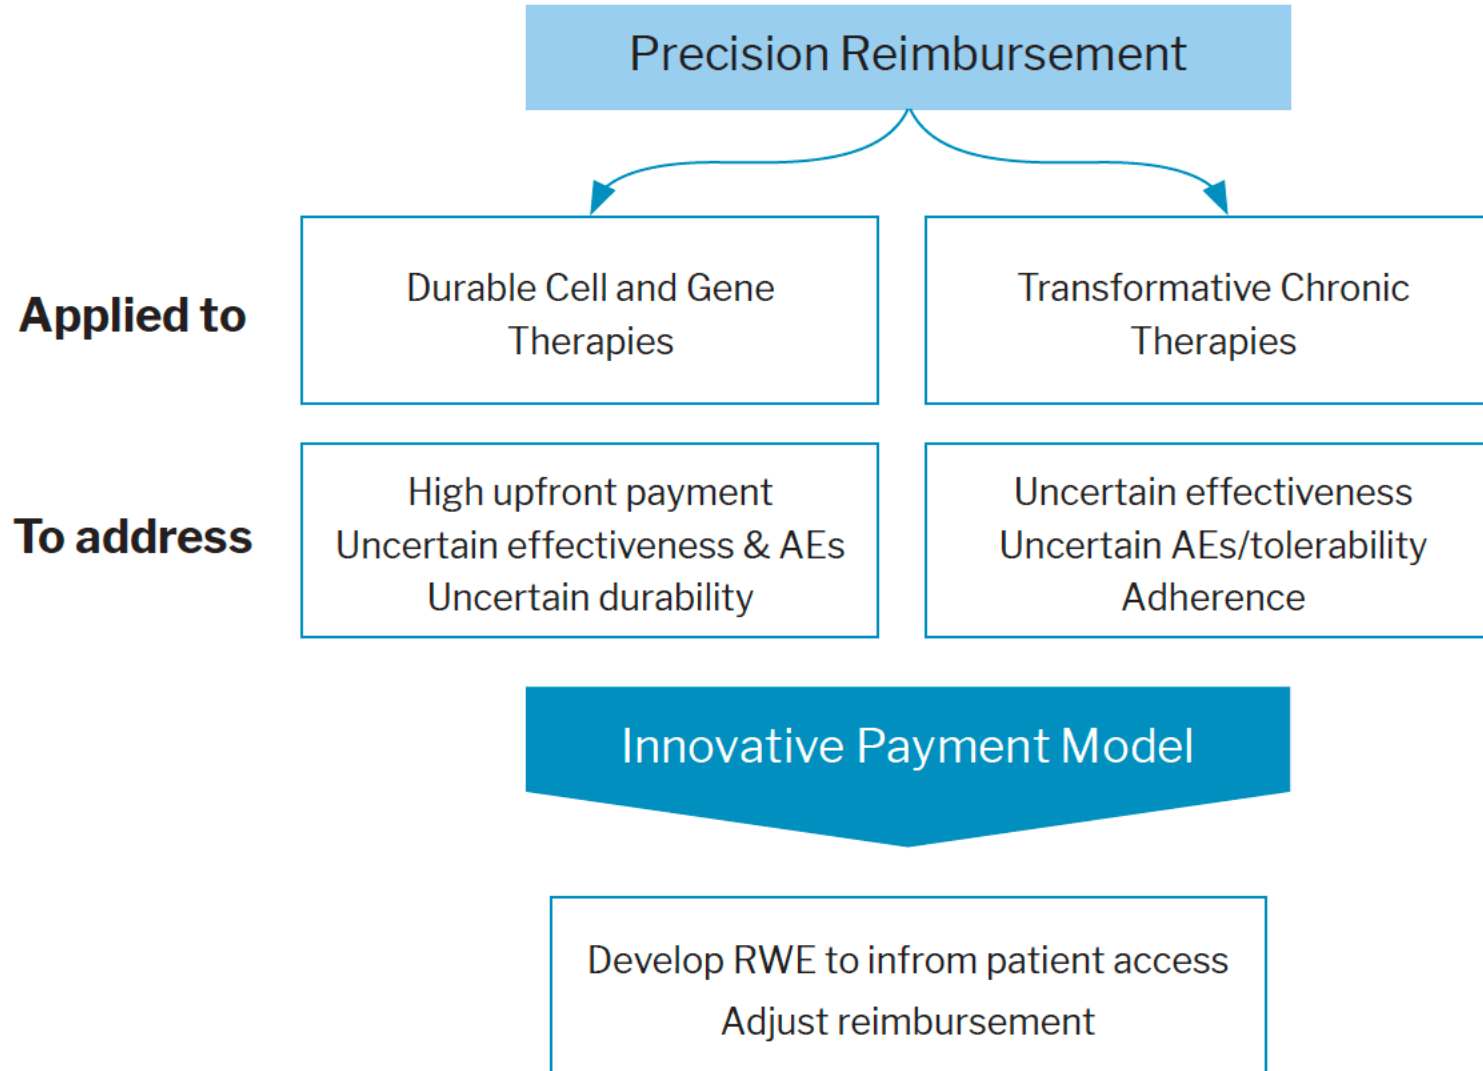 Precision Reimbursement
Applied to
Durable Cell and Gene
Therapies
Transformative Chronic
Therapies
To address
High upfront payment
Uncertain effectiveness & AEs
Uncertain durability
Uncertain effectiveness
Uncertain AEs/tolerability
Adherence
Innovative Payment Model
Develop RWE to infrom patient access
Adjust reimbursement